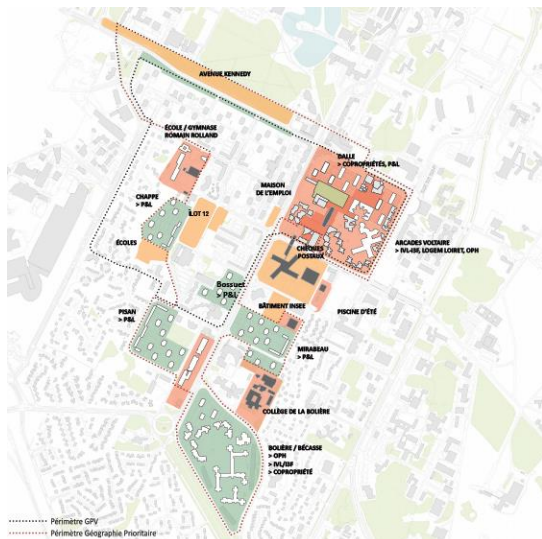 AVENUE KENNEDY
ÉCOLE / GYMNASE
ROMAIN ROLLAND
DALLE
> COPROPRIÉTÉS, P&L
MAISON
DE L'EMPLOI
CHAPPE
> P&L
ILOT 12
ARCADES VOLTAIRE
> IVL-ISF, LOGEM LOIRET, OPH
ÉCOLES
CHÈQUES
POSTAUX
Bossuet
> P&L
BÂTIMENT INSEE
PISCINE D'ÉTÉ
PISAN
> P&L
MIRABEAU
> P&L
COLLÈGE DE LA BOLIÈRE
BOLIÈRE / BÉCASSE
> OPH
> IVL/ISF
> COPROPRIÉTÉ
Périmètre GPV
Périmètre Géographie Prioritaire